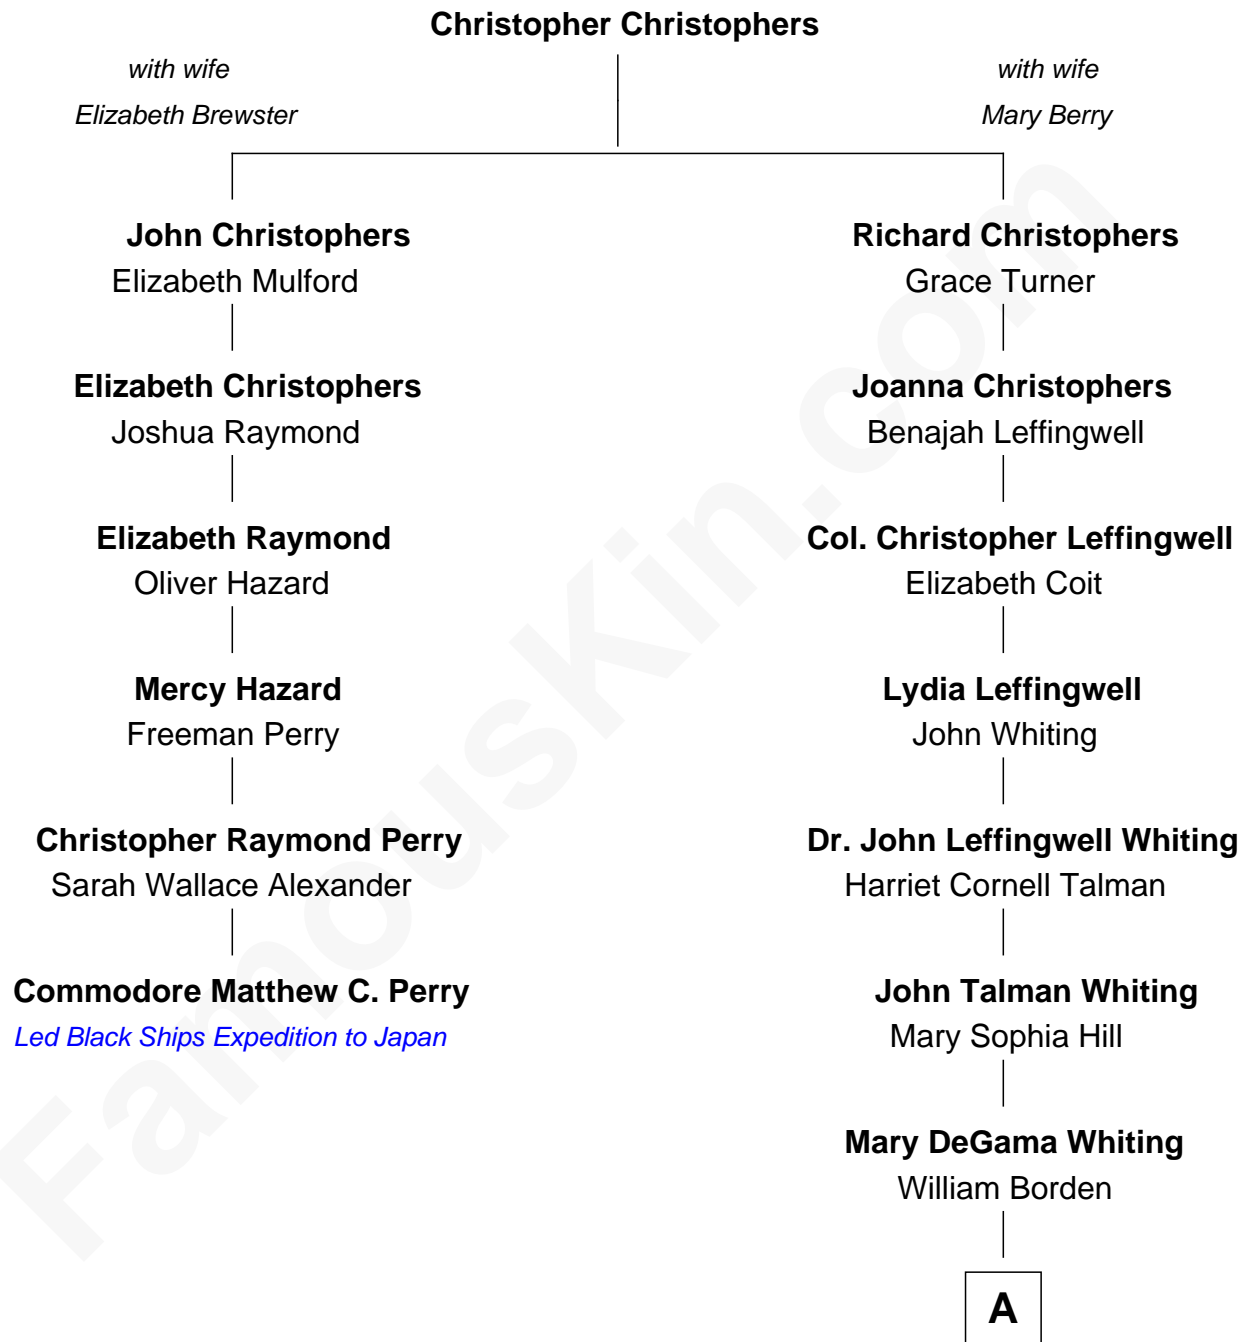 Christopher Christophers
with wife
Elizabeth Brewster
with wife
Mary Berry
John Christophers
Elizabeth Mulford
Elizabeth Christophers
Joshua Raymond
Elizabeth Raymond
Oliver Hazard
Mercy Hazard
Freeman Perry
Christopher Raymond Perry
Sarah Wallace Alexander
Commodore Matthew C. Perry
Led Black Ships Expedition to Japan
Richard Christophers
Grace Turner
Joanna Christophers
Benajah Leffingwell
Col. Christopher Leffingwell
Elizabeth Coit
Lydia Leffingwell
John Whiting
Dr. John Leffingwell Whiting
Harriet Cornell Talman
John Talman Whiting
Mary Sophia Hill
Mary DeGama Whiting
William Borden
A
FamousKin.com